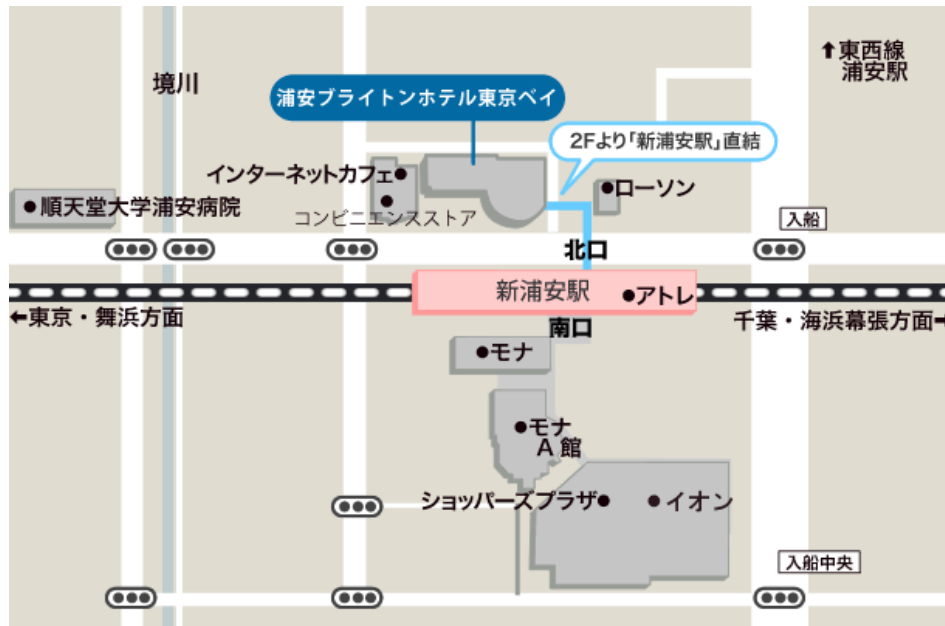 ↑東西線
浦安駅
境川
浦安ブライトンホテル東京ベイ
2Fより「新浦安駅」直結
インターネットカフェ
ローソン
順天堂大学浦安病院
コンビニエンスストア
入船
北口
新浦安駅
アトレ
←東京・舞浜方面
南口
千葉・海浜幕張方面→
モナ
モナ
A館
ショッパーズプラザ
イオン
入船中央